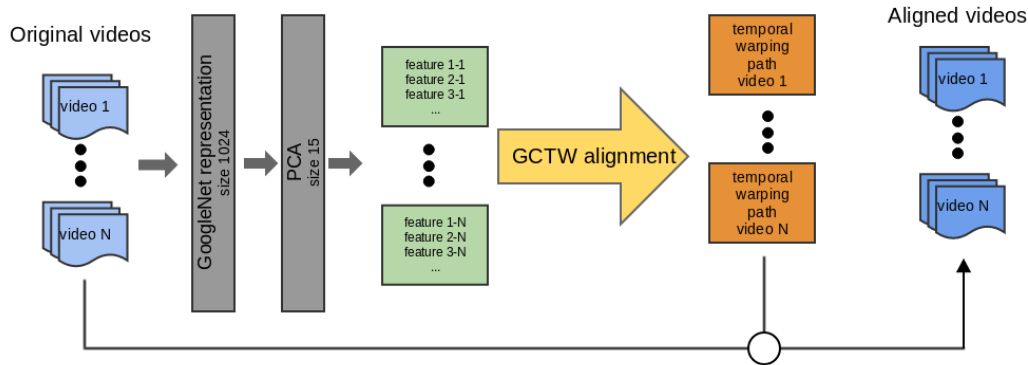 Original videos
video 1
video N
GoogleNet representation
size 1024
PCA
size 15
feature 1-1
feature 2-1
feature 3-1
...
feature 1-N
feature 2-N
feature 3-N
...
GCTW alignment
temporal
warping
path
video 1
temporal
warping
path
video N
Aligned videos
video 1
video N